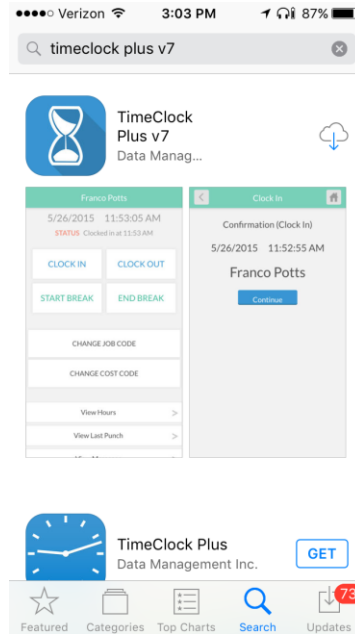 Verizon 3:03 PM 87%
timeclock plus v7
TimeClock
Plus v7
Data Manag...
Franco Potts
5/26/2015 11:53:05 AM
STATUS Clocked in at 11:53 AM
CLOCK IN CLOCK OUT
START BREAK END BREAK
CHANGE JOB CODE
CHANGE COST CODE
View Hours >
View Last Punch >
Clock In
Confirmation (Clock In)
5/26/2015 11:52:55 AM
Franco Potts
Continue
TimeClock Plus
Data Management Inc.
GET
73
Featured Categories Top Charts Search Updates